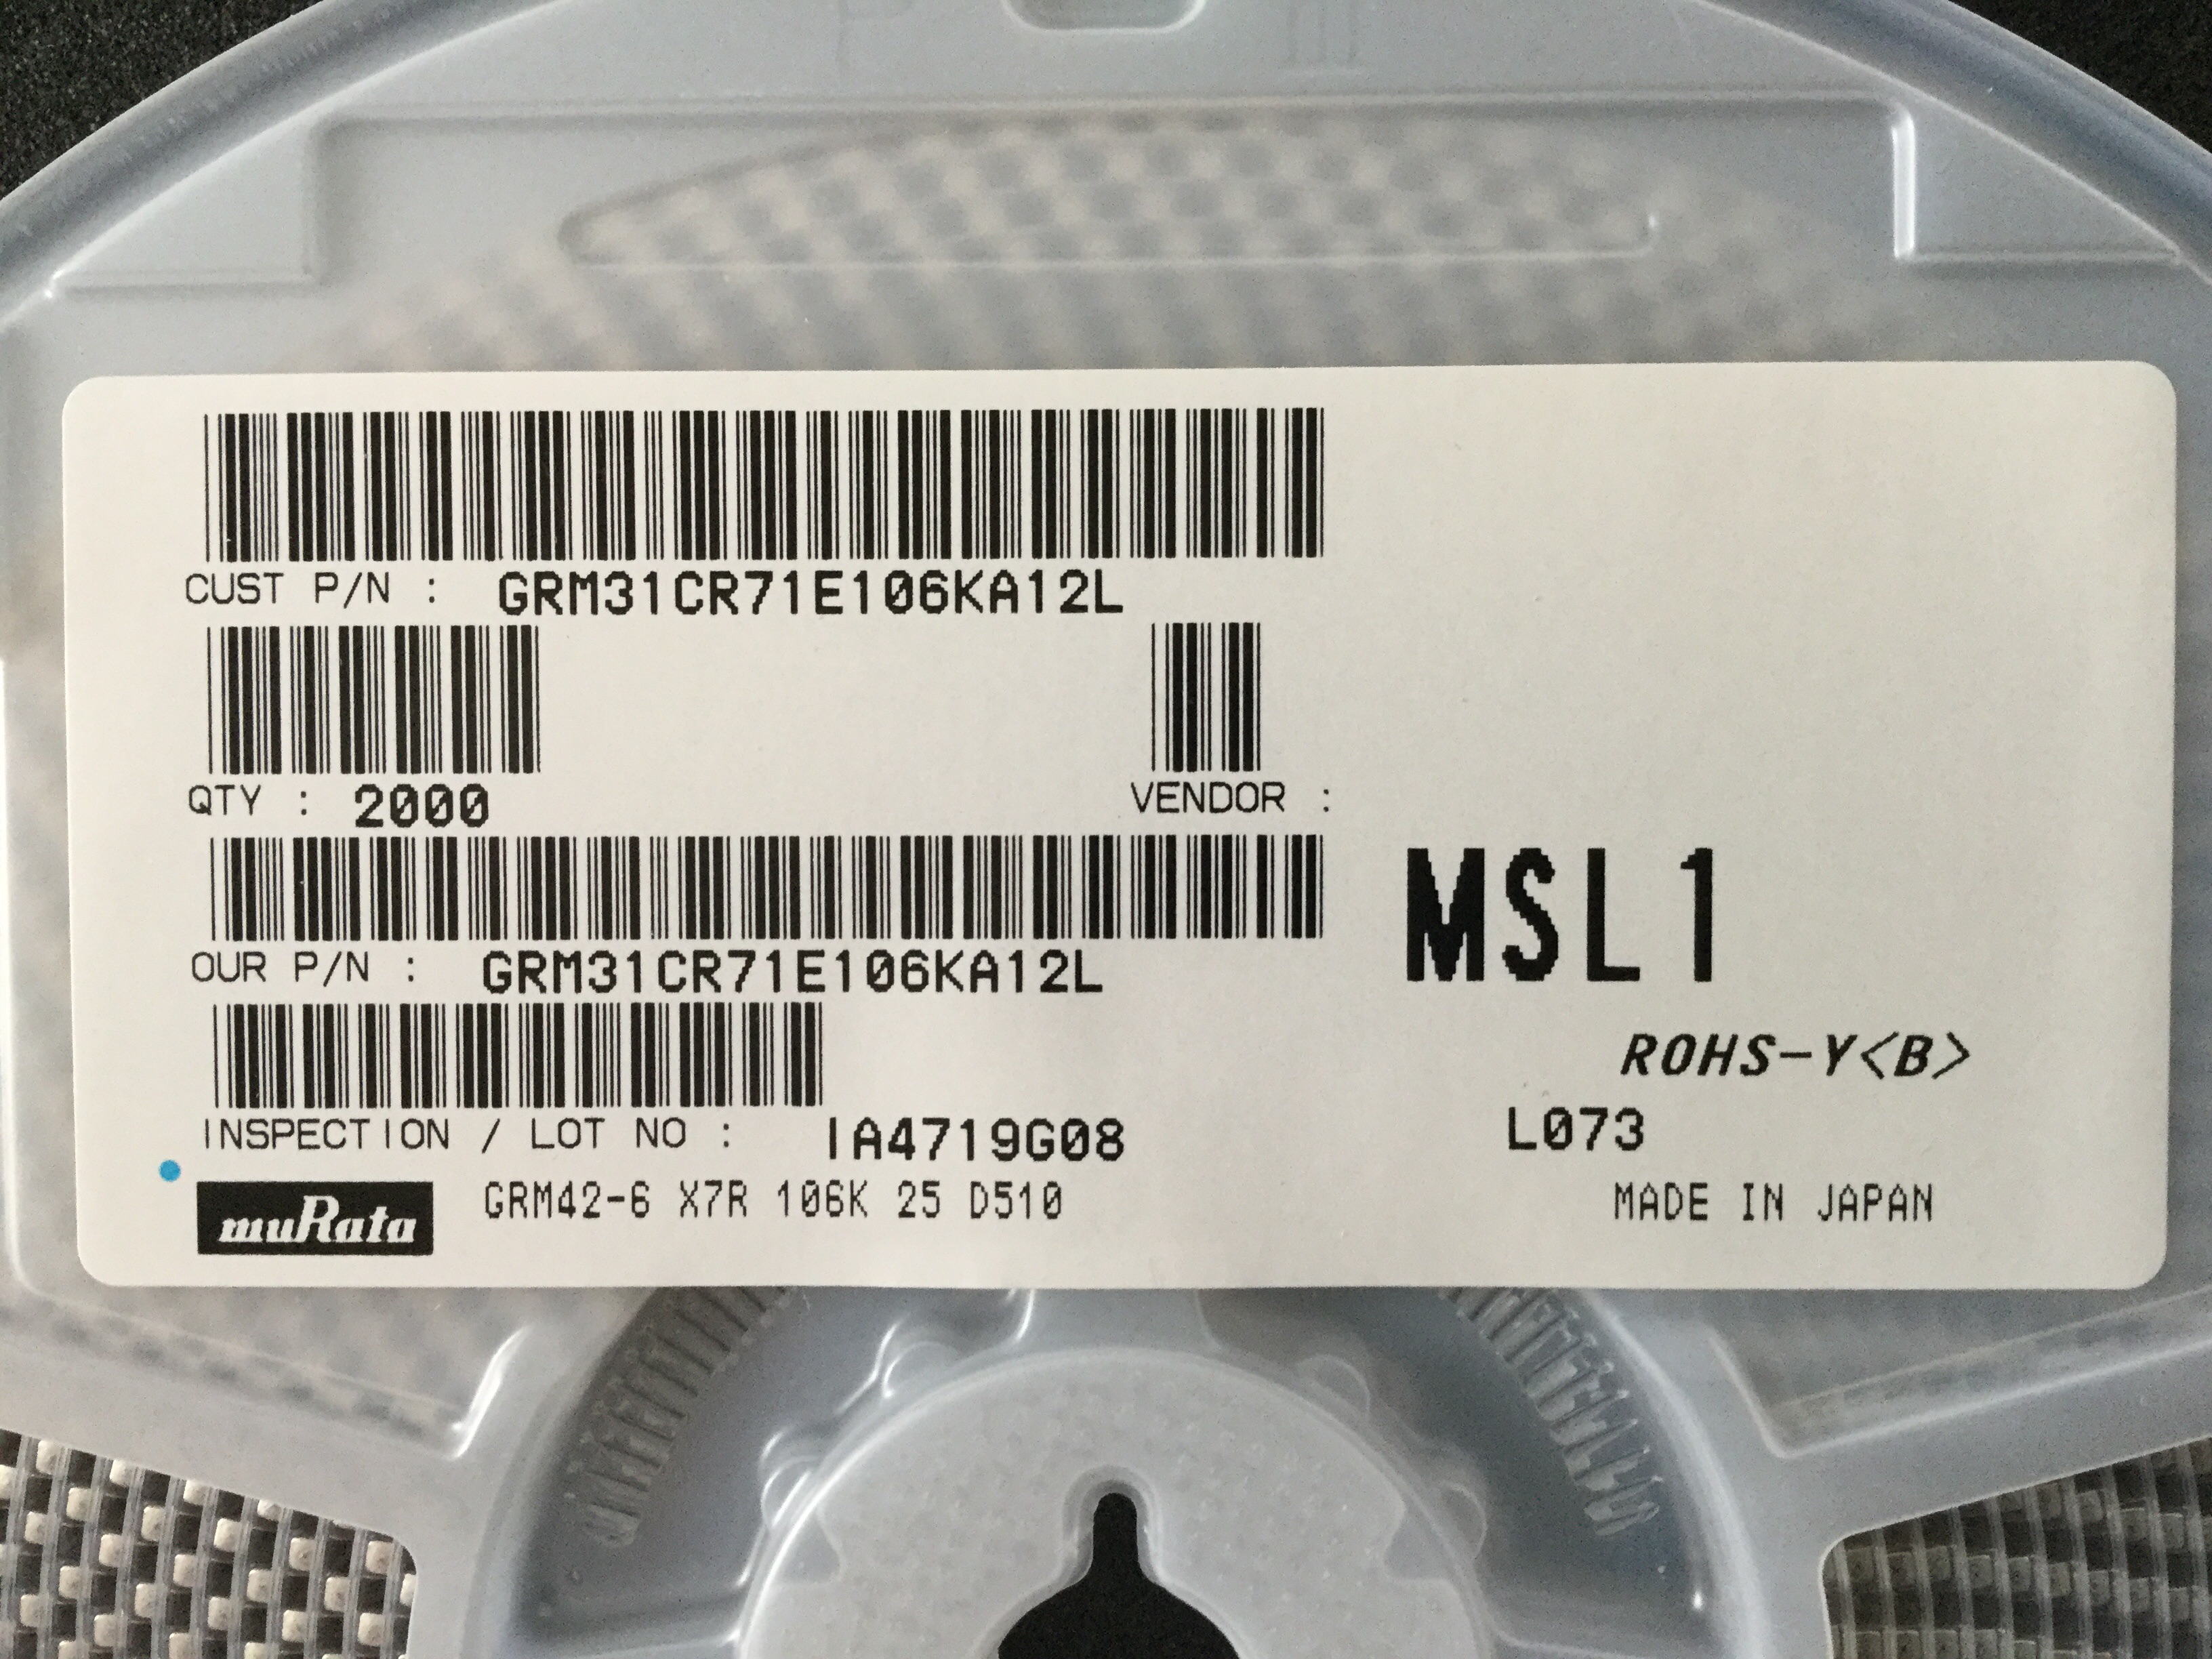 CUST P/N : GRM31CR71E106KA12L
QTY : 2000
VENDOR :
OUR P/N : GRM31CR71E106KA12L
MSL1
ROHS-Y<B>
INSPECTION / LOT NO : IA4719G08
L073
muRata
GRM42-6 X7R 106K 25 D510
MADE IN JAPAN